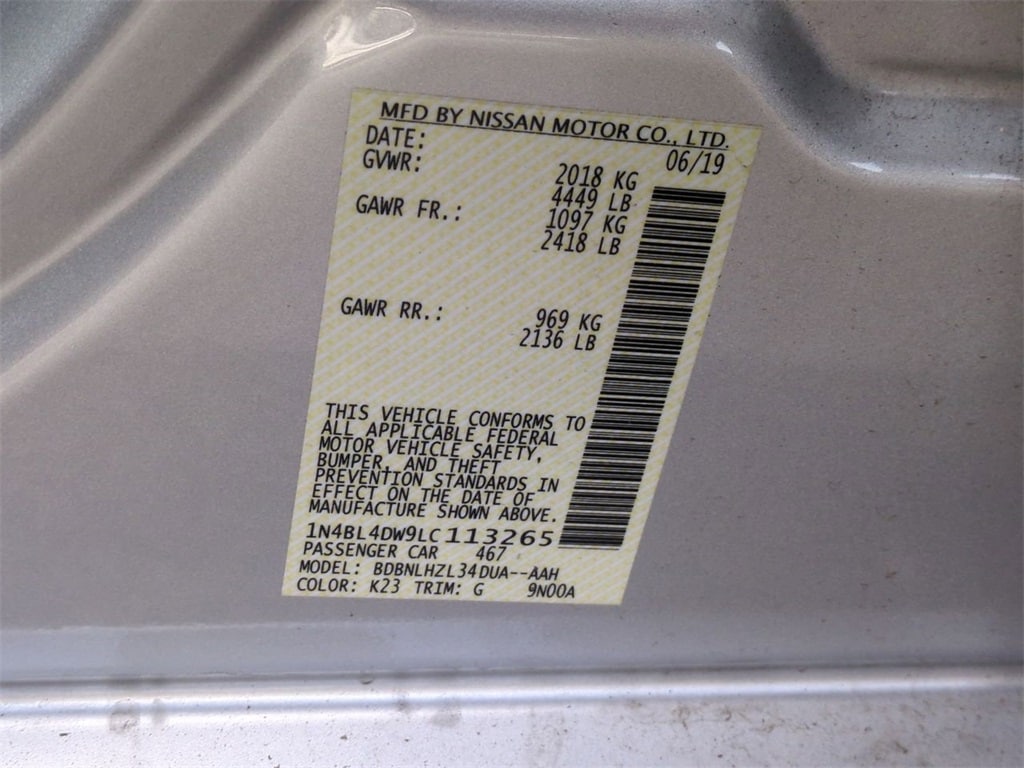 MFD BY NISSAN MOTOR CO., LTD.
DATE: 06/19
GVWR: 2018 KG
4449 LB
GAWR FR.: 1097 KG
2418 LB
GAWR RR.: 969 KG
2136 LB
THIS VEHICLE CONFORMS TO
ALL APPLICABLE FEDERAL
MOTOR VEHICLE SAFETY,
BUMPER, AND THEFT
PREVENTION STANDARDS IN
EFFECT ON THE DATE OF
MANUFACTURE SHOWN ABOVE.
1N4BL4DW9LC113265
PASSENGER CAR 467
MODEL: BDBNLHZL34DUA--AAH
COLOR: K23 TRIM: G 9N00A